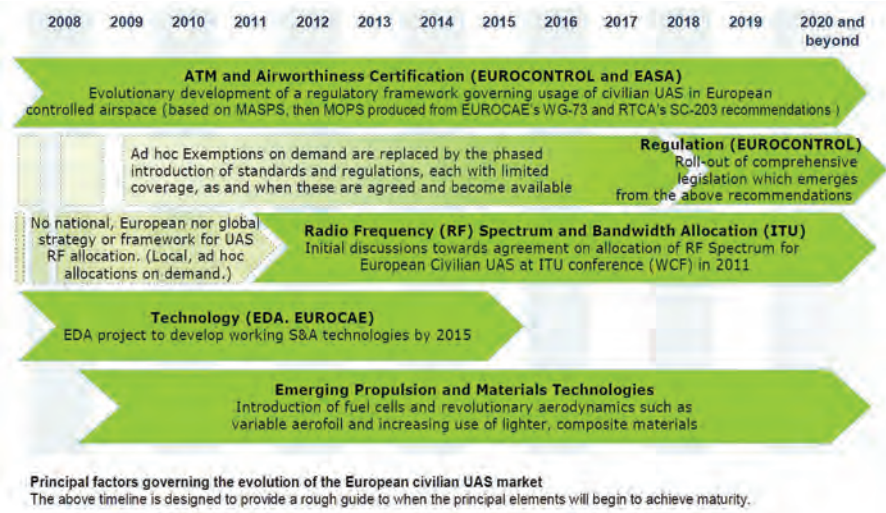 2008 2009 2010 2011 2012 2013 2014 2015 2016 2017 2018 2019 2020 and
beyond
ATM and Airworthiness Certification (EUROCONTROL and EASA)
Evolutionary development of a regulatory framework governing usage of civilian UAS in European
controlled airspace (based on MASPS, then MOPS produced from EUROCAE's WG-73 and RTCA's SC-203 recommendations )
Ad hoc Exemptions on demand are replaced by the phased
introduction of standards and regulations, each with limited
coverage, as and when these are agreed and become available
Regulation (EUROCONTROL)
Roll-out of comprehensive
legislation which emerges
from the above recommendations
No national, European nor global
strategy or framework for UAS
RF allocation. (Local, ad hoc
allocations on demand.)
Radio Frequency (RF) Spectrum and Bandwidth Allocation (ITU)
Initial discussions towards agreement on allocation of RF Spectrum for
European Civilian UAS at ITU conference (WCF) in 2011
Technology (EDA. EUROCAE)
EDA project to develop working S&A technologies by 2015
Emerging Propulsion and Materials Technologies
Introduction of fuel cells and revolutionary aerodynamics such as
variable aerofoil and increasing use of lighter, composite materials
Principal factors governing the evolution of the European civilian UAS market
The above timeline is designed to provide a rough guide to when the principal elements will begin to achieve maturity.